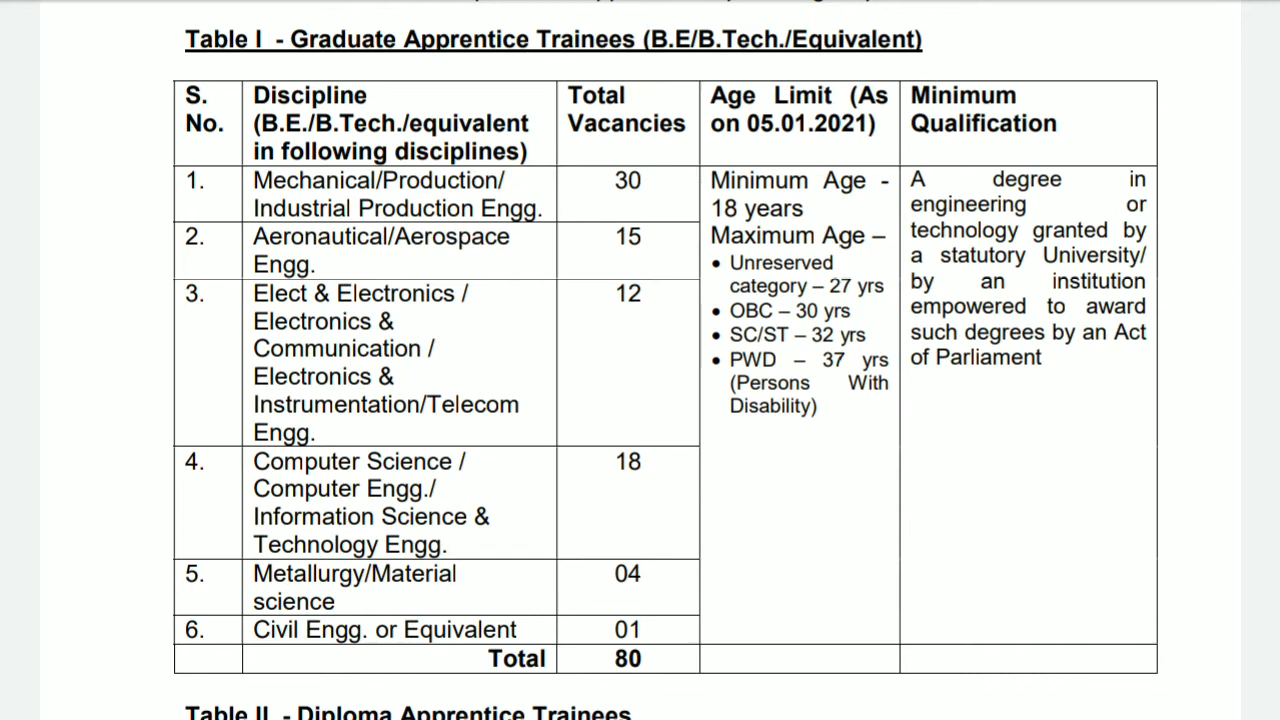 Table I - Graduate Apprentice Trainees (B.E/B.Tech./Equivalent)
S. No. Discipline (B.E./B.Tech./equivalent in following disciplines) Total Vacancies Age Limit (As on 05.01.2021) Minimum Qualification
1. Mechanical/Production/
Industrial Production Engg.
30
2. Aeronautical/Aerospace
Engg.
15
3. Elect & Electronics /
Electronics &
Communication /
Electronics &
Instrumentation/Telecom
Engg.
12
4. Computer Science /
Computer Engg./
Information Science &
Technology Engg.
18
5. Metallurgy/Material
science
04
6. Civil Engg. or Equivalent
01
Total 80
Minimum Age -
18 years
Maximum Age –
• Unreserved
category – 27 yrs
• OBC – 30 yrs
• SC/ST – 32 yrs
• PWD – 37 yrs
(Persons With
Disability)
A degree in
engineering or
technology granted by
a statutory University/
by an institution
empowered to award
such degrees by an Act
of Parliament
Table II - Diploma Apprentice Trainees